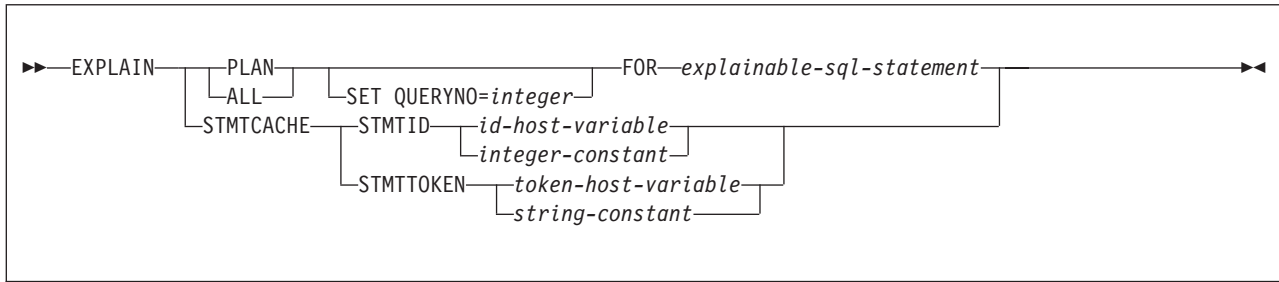 EXPLAIN PLAN FOR explainable-sql-statement
ALL SET QUERYNO=integer
STMTCACHE STMTID id-host-variable
integer-constant
STMTTOKEN token-host-variable
string-constant